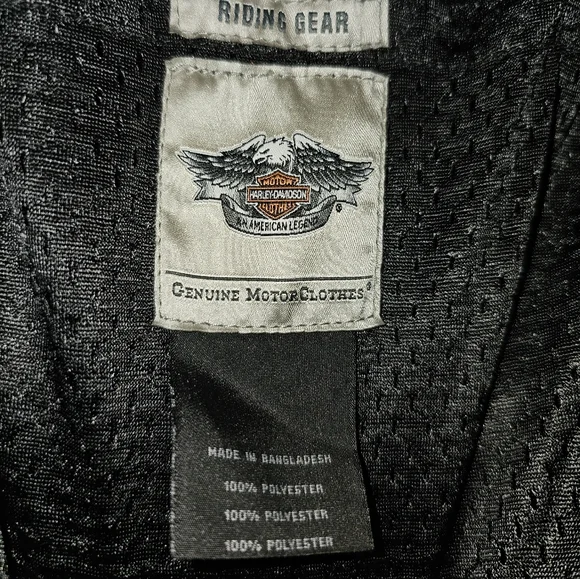 RIDING GEAR
MOTOR
HARLEY-DAVIDSON
CLOTHES
AN AMERICAN LEGEND
®
GENUINE MOTORCLOTHES®
MADE IN BANGLADESH
100% POLYESTER
100% POLYESTER
100% POLYESTER